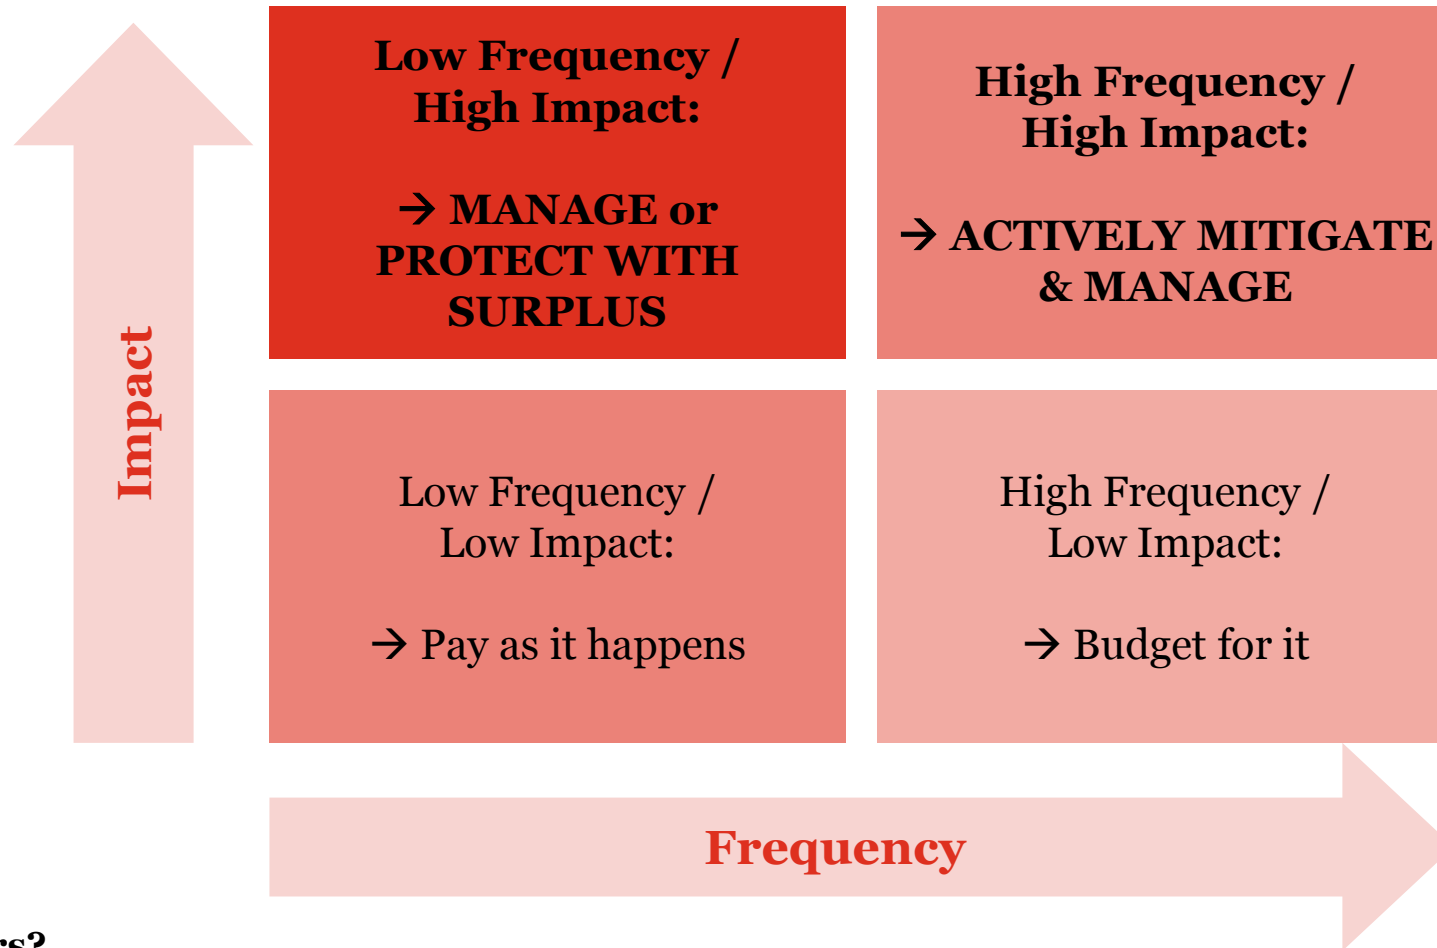 Low Frequency /
High Impact:
→ MANAGE or
PROTECT WITH
SURPLUS
High Frequency /
High Impact:
→ ACTIVELY MITIGATE
& MANAGE
Impact
Low Frequency /
Low Impact:
→ Pay as it happens
High Frequency /
Low Impact:
→ Budget for it
Frequency